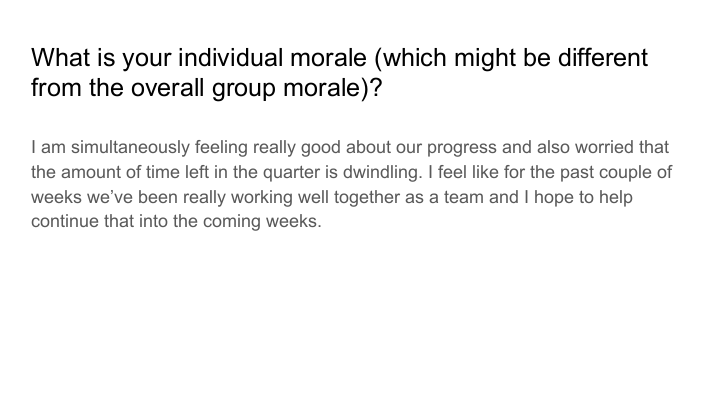 What is your individual morale (which might be different
from the overall group morale)?
I am simultaneously feeling really good about our progress and also worried that
the amount of time left in the quarter is dwindling. I feel like for the past couple of
weeks we’ve been really working well together as a team and I hope to help
continue that into the coming weeks.